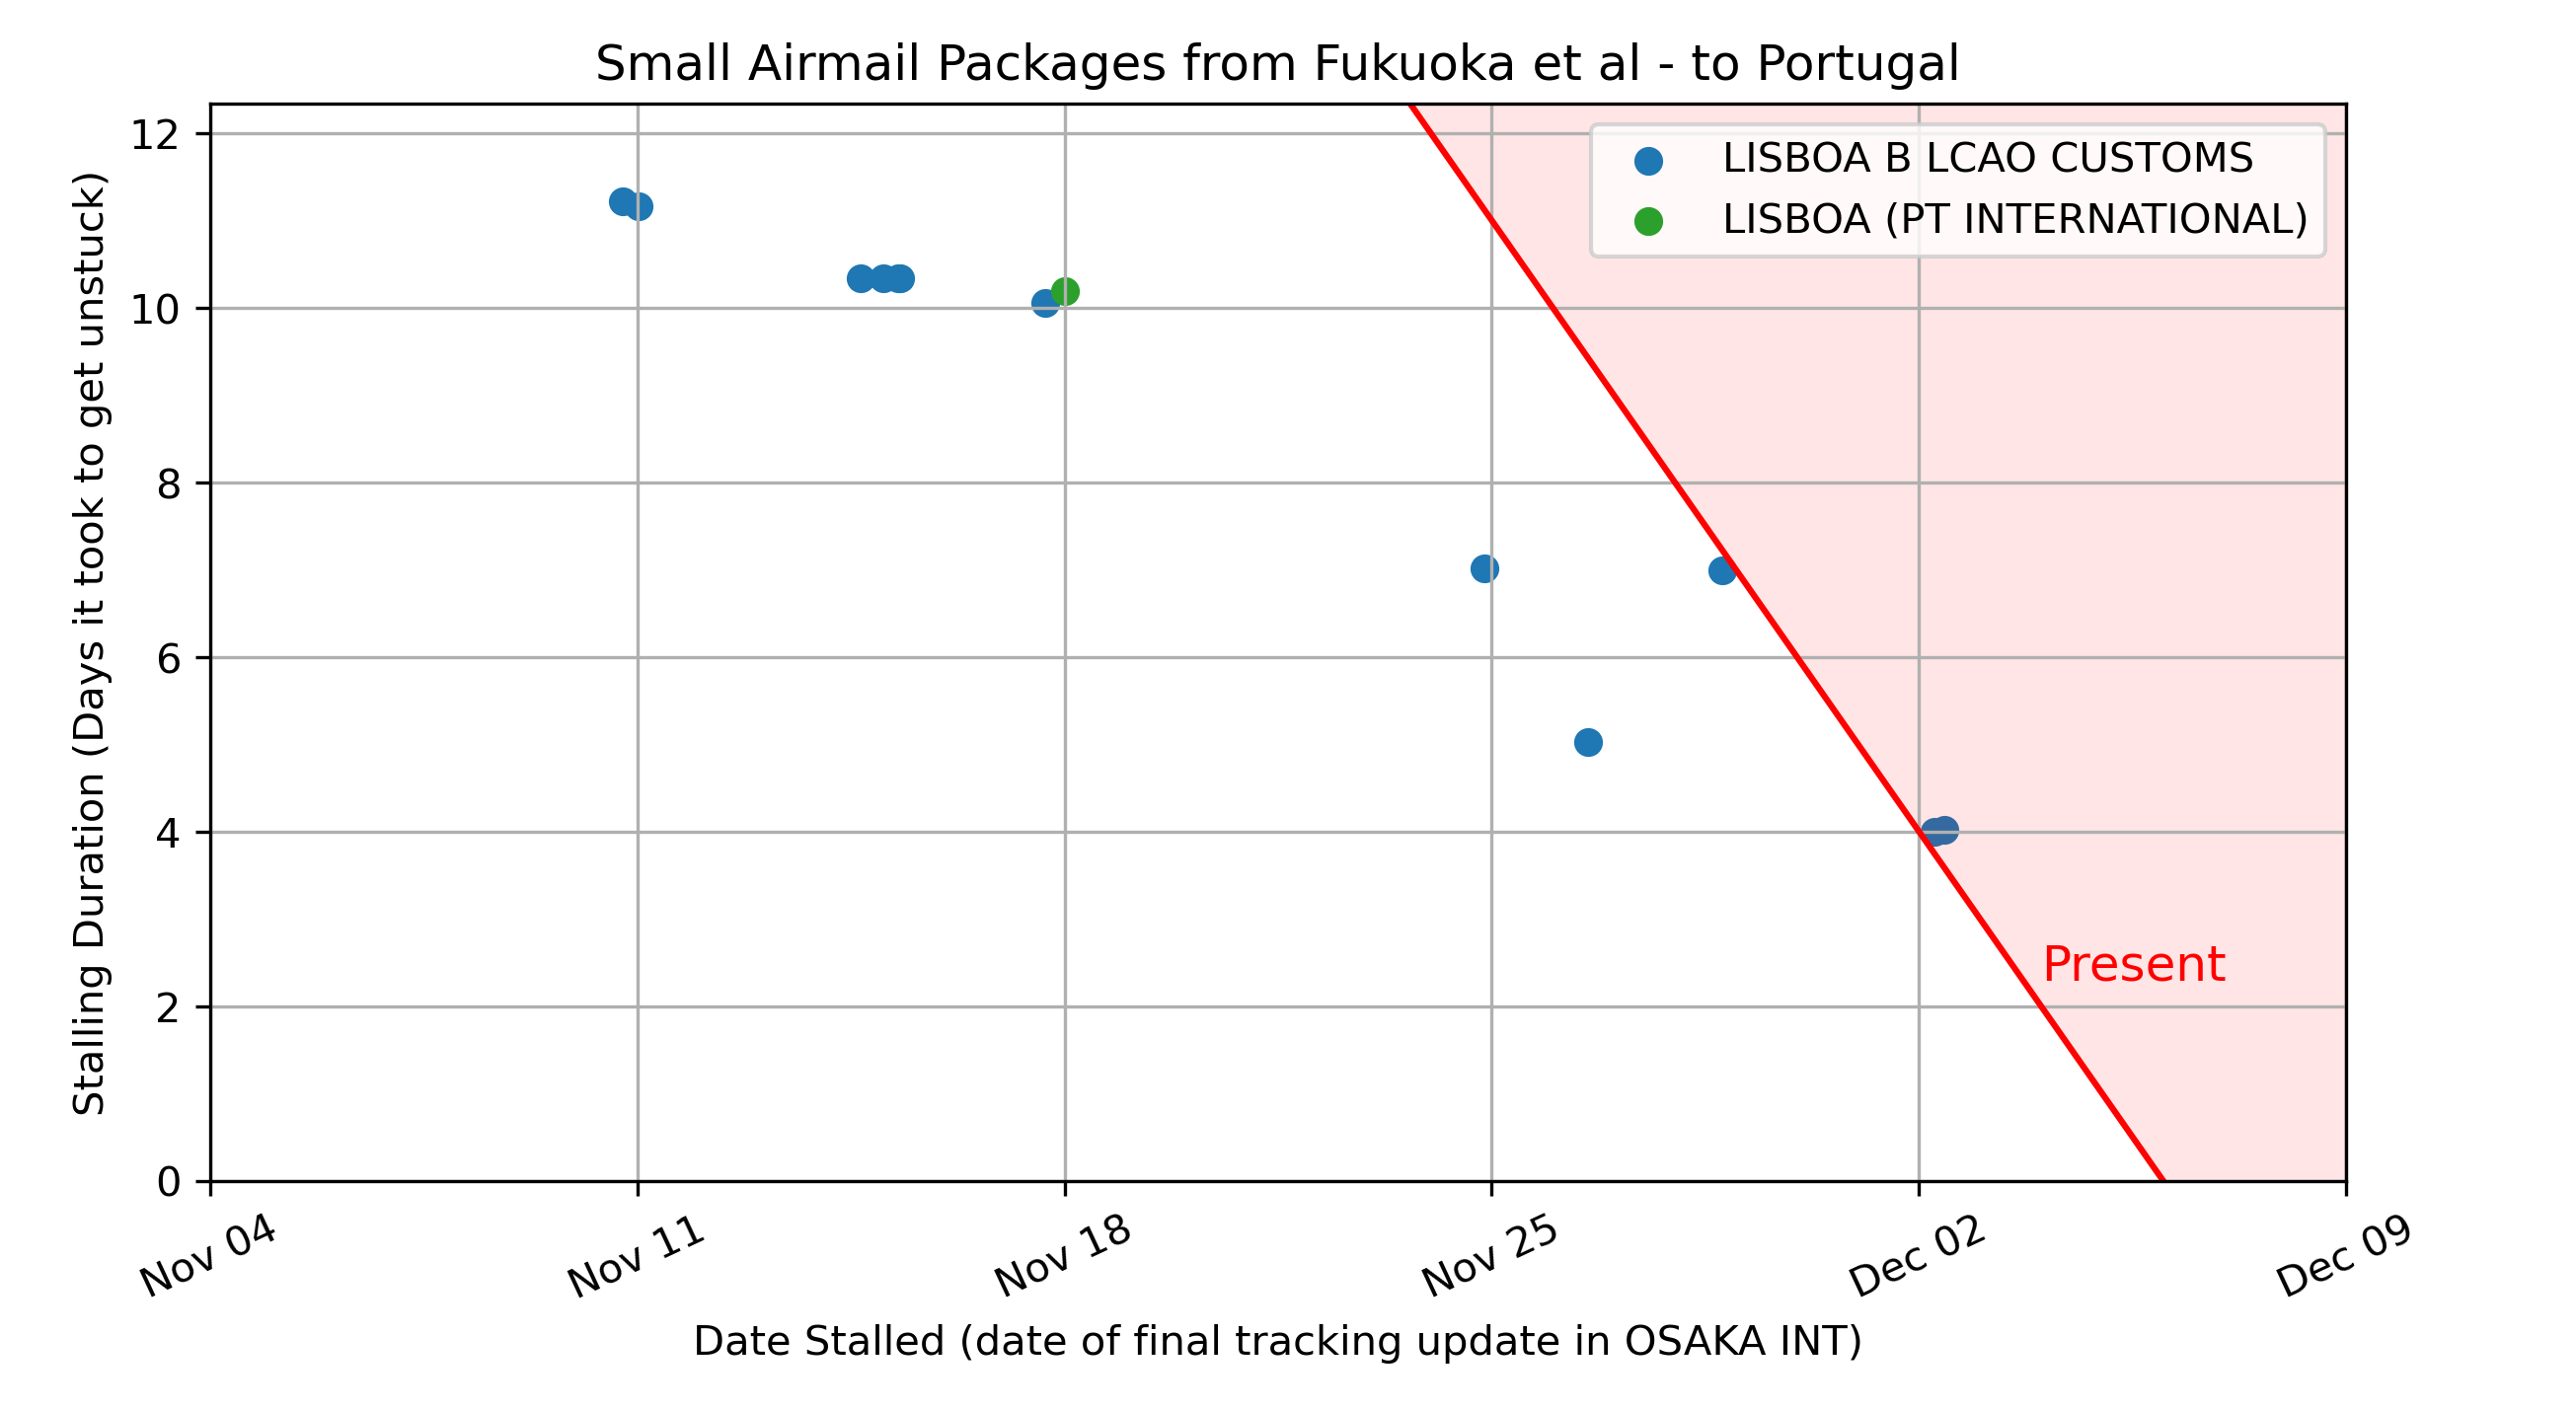 Small Airmail Packages from Fukuoka et al - to Portugal
LISBOA B LCAO CUSTOMS
LISBOA (PT INTERNATIONAL)
Stalling Duration (Days it took to get unstuck)
12
10
8
6
4
2
0
Present
Nov 04
Nov 11
Nov 18
Nov 25
Dec 02
Dec 09
Date Stalled (date of final tracking update in OSAKA INT)